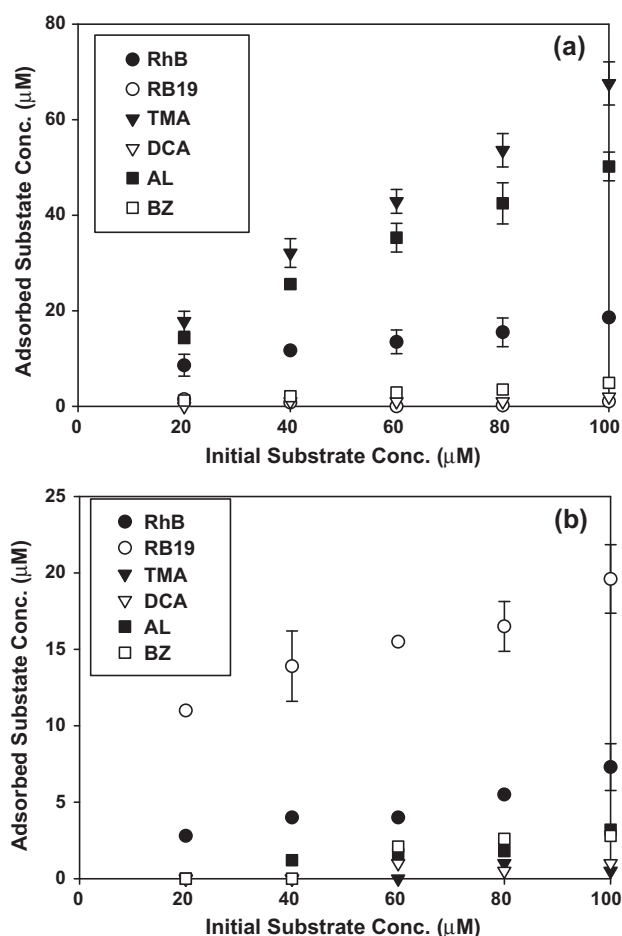 80
(a)
RhB
RB19
60
TMA
DCA
AL
40
BZ
20
0
0 20 40 60 80 100
Adsorbed Substate Conc. (μM)
Initial Substrate Conc. (μM)
25
(b)
RhB
RB19
20
TMA
DCA
AL
15
BZ
10
5
0
0 20 40 60 80 100
Adsorbed Substate Conc. (μM)
Initial Substrate Conc. (μM)